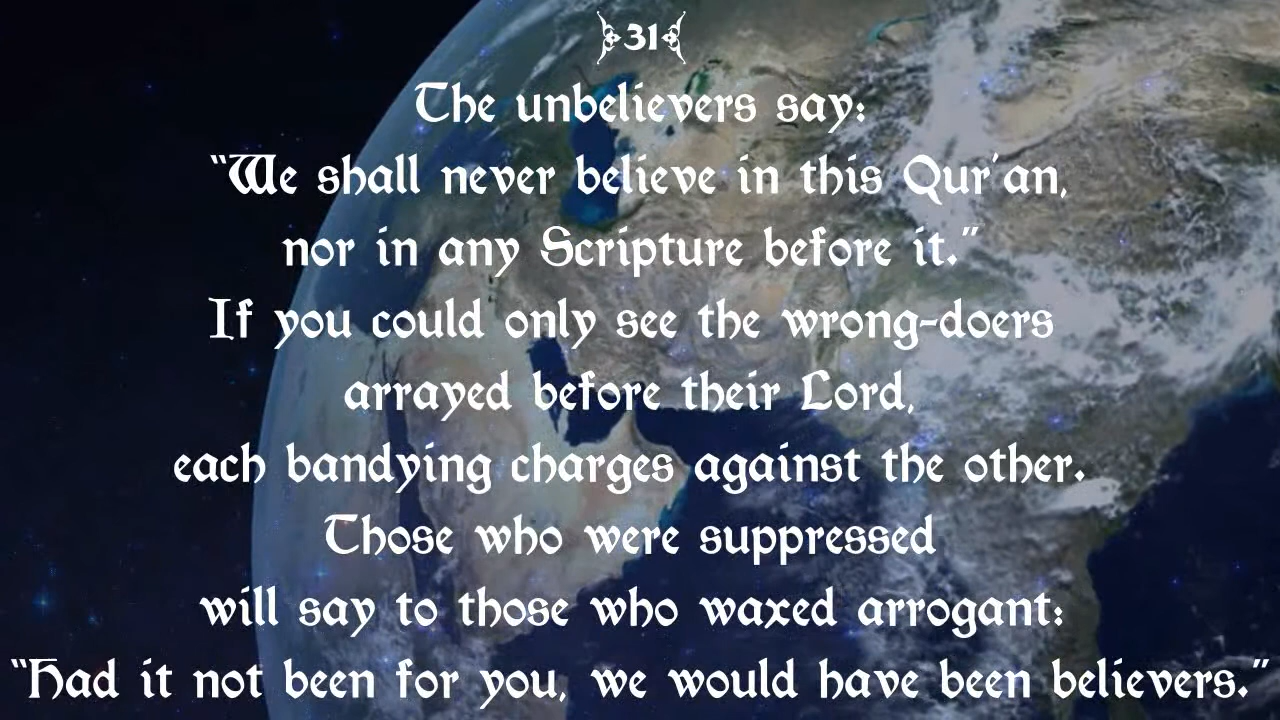 31
The unbelievers say:
“We shall never believe in this Qur’an,
nor in any Scripture before it.”
If you could only see the wrong-doers
arrayed before their Lord,
each bandying charges against the other.
Those who were suppressed
will say to those who waxed arrogant:
“Had it not been for you, we would have been believers.”